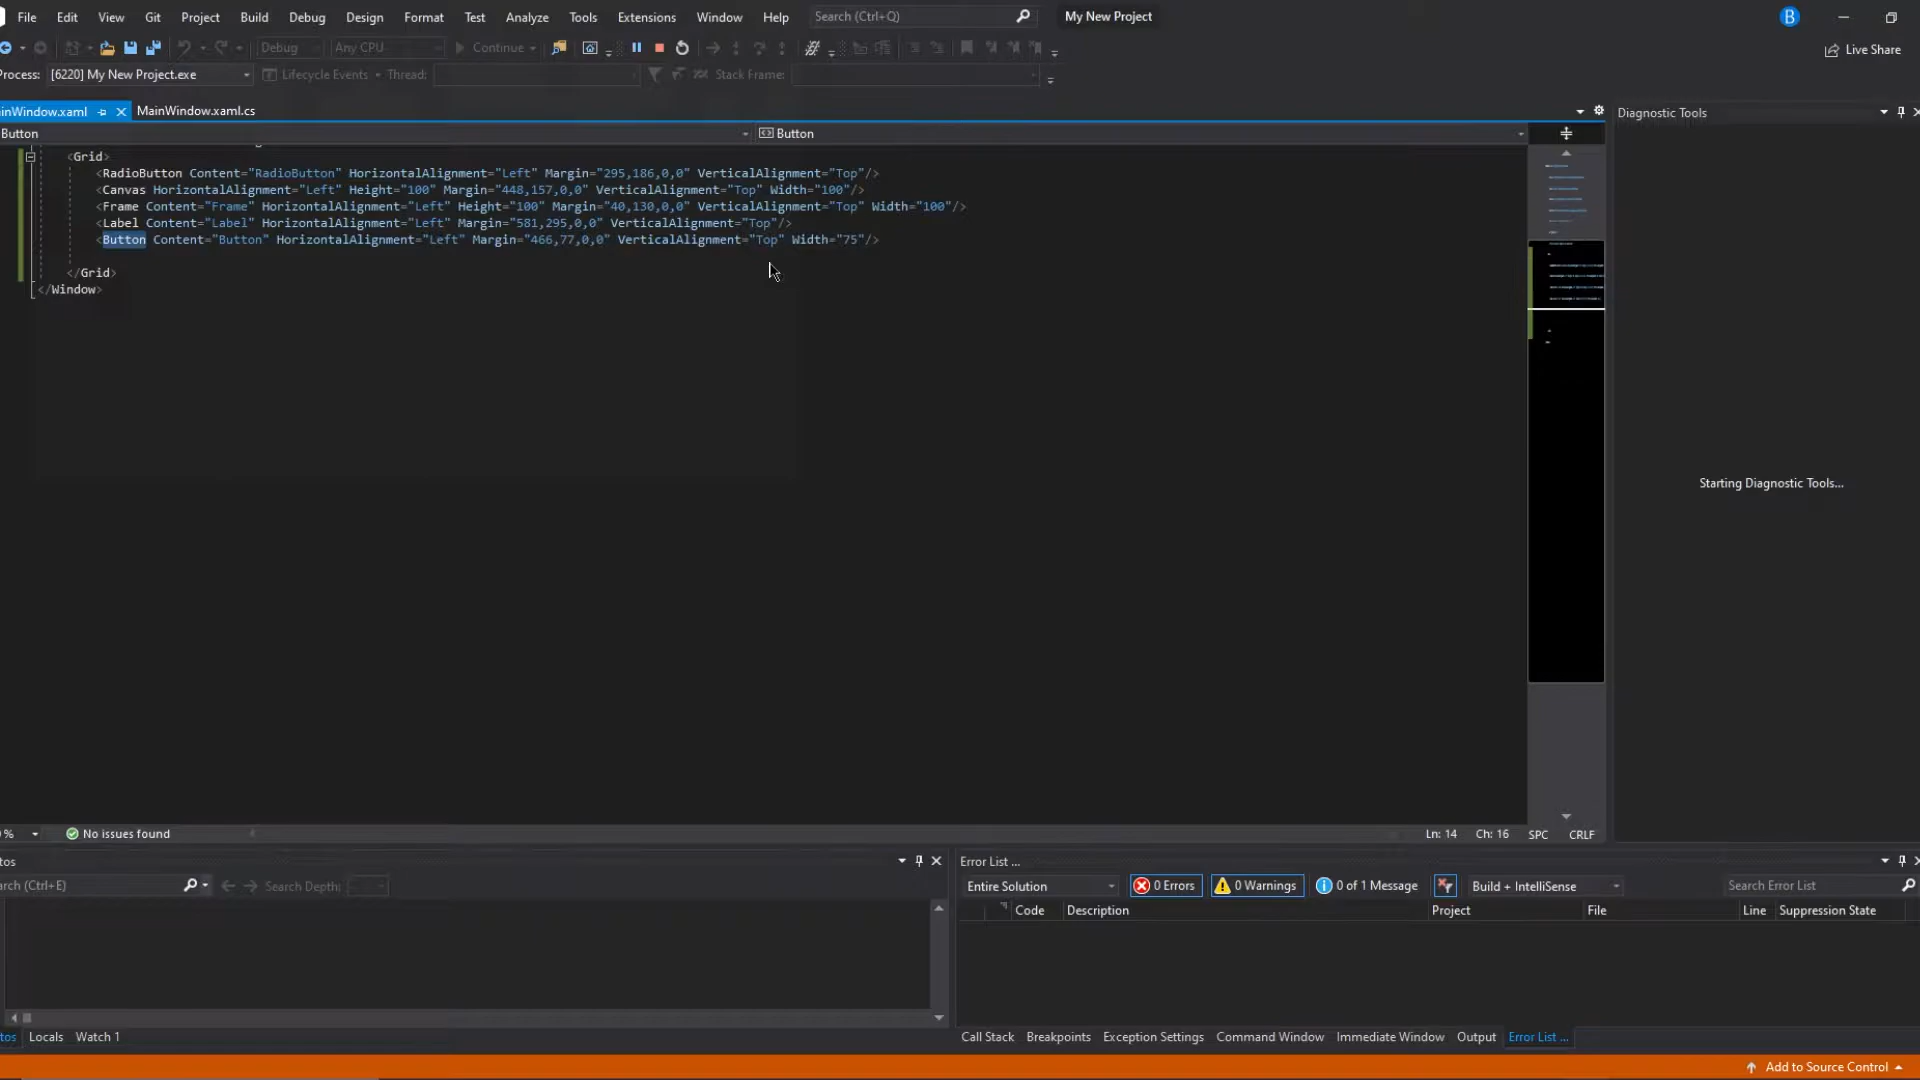 File Edit View Git Project Build Debug Design Format Test Analyze Tools Extensions Window Help Search (Ctrl+Q) My New Project B
Debug Any CPU Continue Live Share
Process: [6220] My New Project.exe Lifecycle Events Thread: Stack Frame:
inWindow.xaml MainWindow.xaml.cs Diagnostic Tools
Button Button
<Grid>
<RadioButton Content="RadioButton" HorizontalAlignment="Left" Margin="295,186,0,0" VerticalAlignment="Top"/>
<Canvas HorizontalAlignment="Left" Height="100" Margin="448,157,0,0" VerticalAlignment="Top" Width="100"/>
<Frame Content="Frame" HorizontalAlignment="Left" Height="100" Margin="40,130,0,0" VerticalAlignment="Top" Width="100"/>
<Label Content="Label" HorizontalAlignment="Left" Margin="581,295,0,0" VerticalAlignment="Top"/>
<Button Content="Button" HorizontalAlignment="Left" Margin="466,77,0,0" VerticalAlignment="Top" Width="75"/>
</Grid>
</Window>
Starting Diagnostic Tools...
% No issues found Ln: 14 Ch: 16 SPC CRLF
tos Error List ...
arch (Ctrl+E) Search Depth: Entire Solution 0 Errors 0 Warnings 0 of 1 Message Build + IntelliSense Search Error List
Code Description Project File Line Suppression State
tos Locals Watch 1 Call Stack Breakpoints Exception Settings Command Window Immediate Window Output Error List ...
Add to Source Control